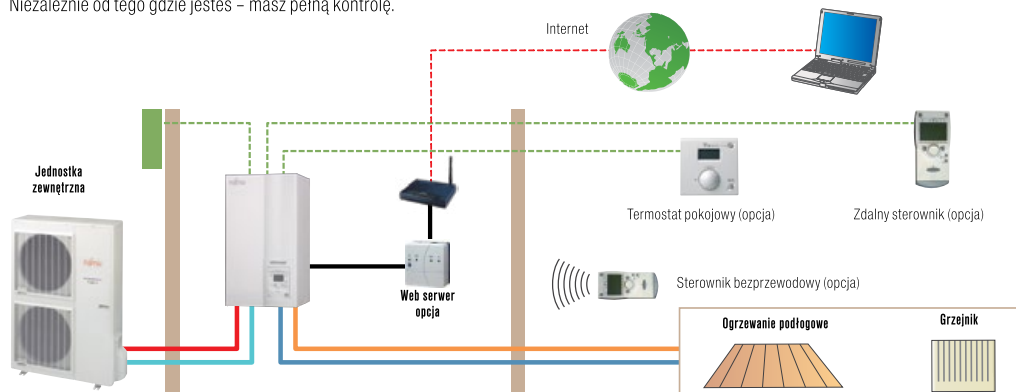 Niezależnie od tego gdzie jesteś – masz pełną kontrolę.
Internet
Jednostka
zewnętrzna
FUJITSU
Termostat pokojowy (opcja)
Zdalny sterownik (opcja)
Web serwer
opcja
Sterownik bezprzewodowy (opcja)
Ogrzewanie podłogowe
Grzejnik